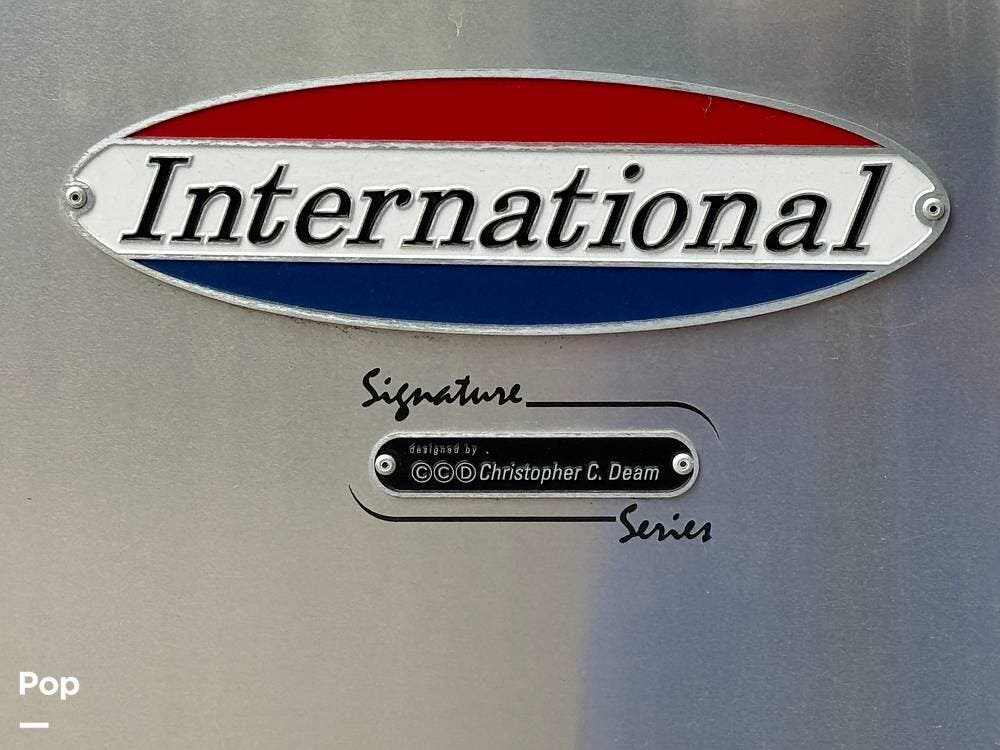 International
Signature
designed by
CCD Christopher C. Deam
Series
Pop